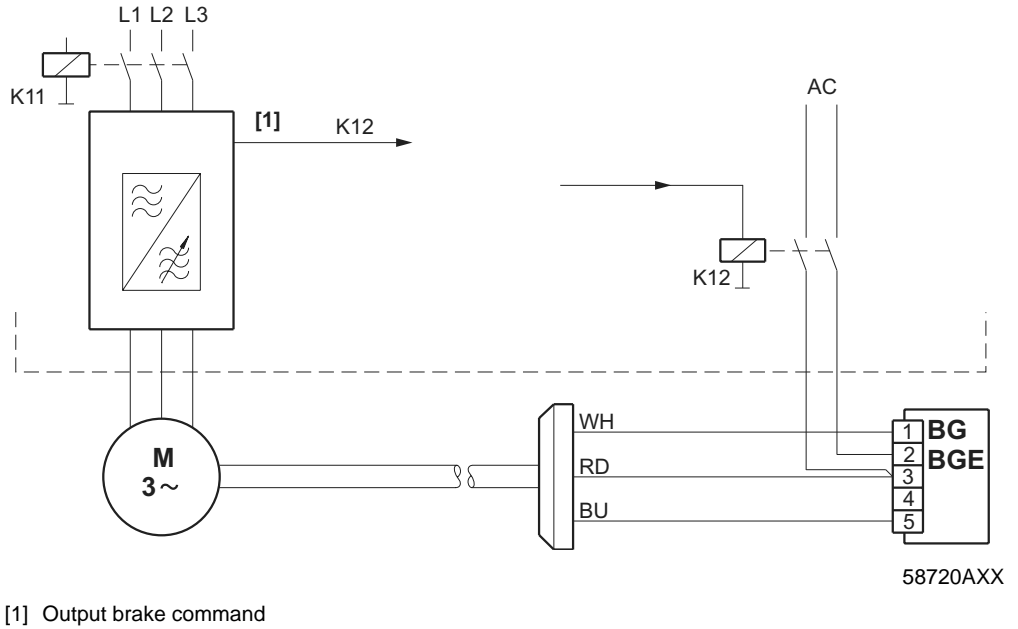 L1 L2 L3
K11
[1]
K12
AC
K12
M
3~
WH
RD
BU
1
2
3
4
5
BG
BGE
58720AXX
[1] Output brake command